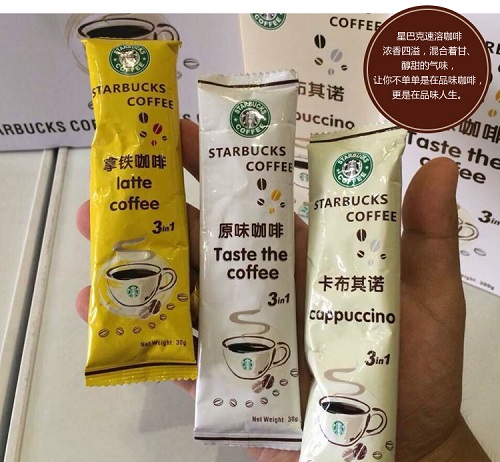 星巴克速溶咖啡
浓香四溢，混合着甘、
醇甜的气味，
让你不单单是在品味咖啡，
更是在品味人生。
STARBUCKS
COFFEE
STARBUCKS
COFFEE
拿铁咖啡
latte
coffee
3in1
Net Weight: 30g
STARBUCKS
COFFEE
STARBUCKS
COFFEE
原味咖啡
Taste the
coffee
3in1
Net Weight: 30g
STARBUCKS
COFFEE
STARBUCKS
COFFEE
卡布其诺
cappuccino
3in1
BUCKS COFFEE
卡布其诺
puccino
COFFEE
Taste the
coffee